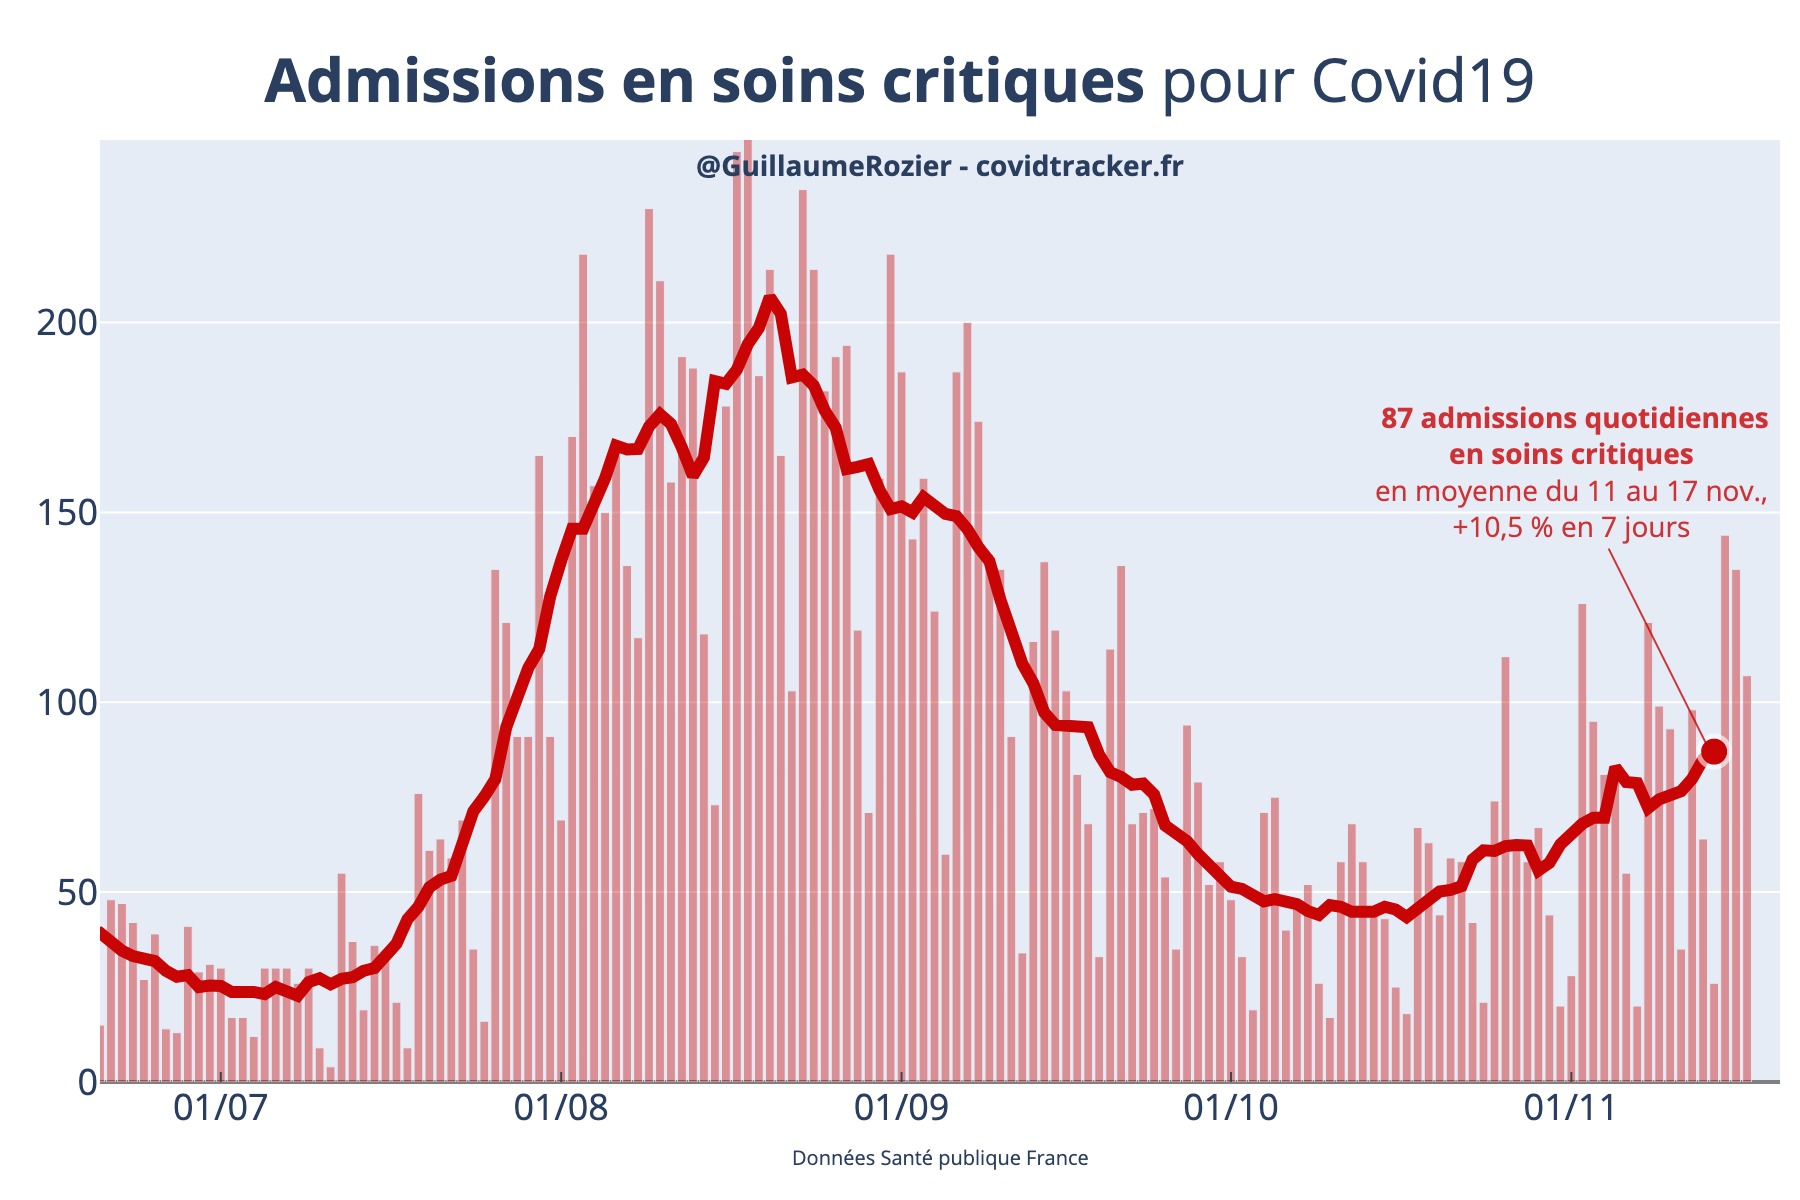 Admissions en soins critiques pour Covid19
@GuillaumeRozier - covidtracker.fr
200
150
100
50
0
87 admissions quotidiennes
en soins critiques
en moyenne du 11 au 17 nov.,
+10,5 % en 7 jours
01/07
01/08
01/09
01/10
01/11
Données Santé publique France